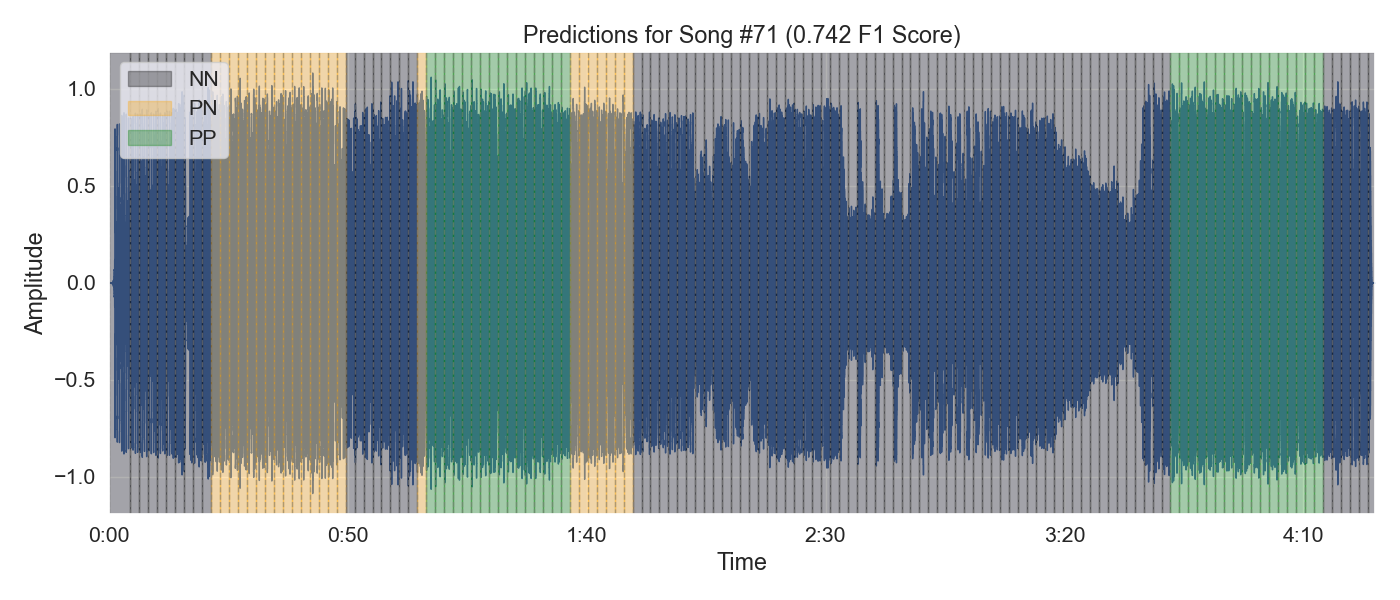 Predictions for Song #71 (0.742 F1 Score)
NN
PN
PP
1.0
0.5
0.0
−0.5
−1.0
Amplitude
0:00 0:50 1:40 2:30 3:20 4:10
Time